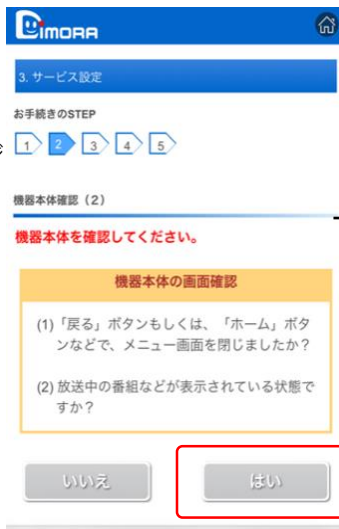 DIMORA
3. サービス設定
お手続きのSTEP
1 2 3 4 5
機器本体確認（2）
機器本体を確認してください。
機器本体の画面確認
(1)「戻る」ボタンもしくは、「ホーム」ボタ
ンなどで、メニュー画面を閉じましたか？
(2) 放送中の番組などが表示されている状態で
すか？
いいえ
はい